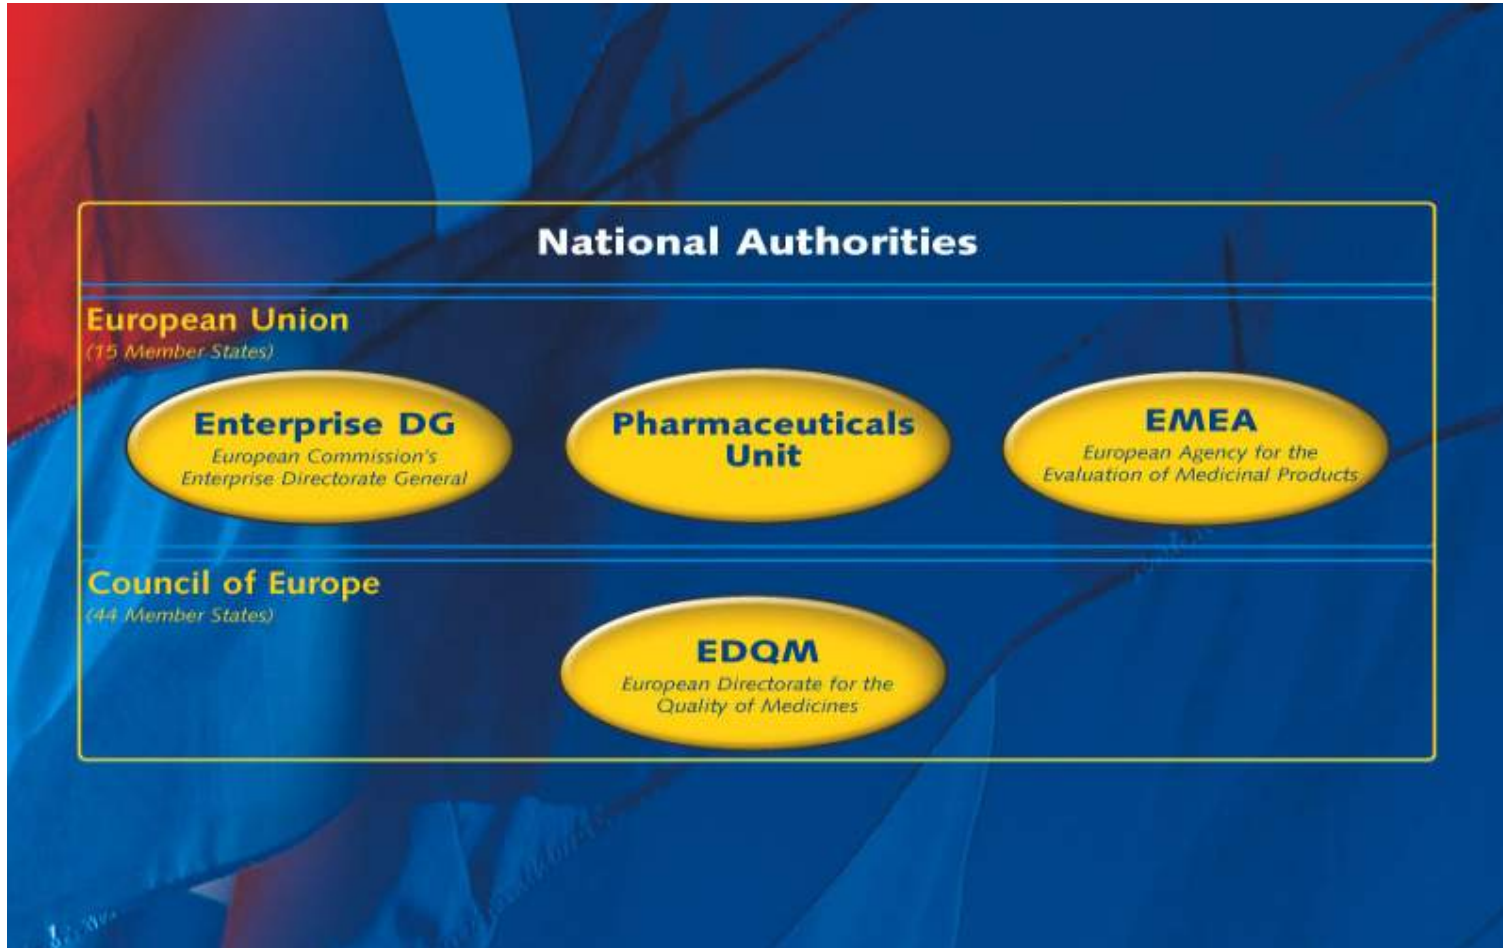 National Authorities
European Union
(15 Member States)
Enterprise DG
European Commission's
Enterprise Directorate General
Pharmaceuticals
Unit
EMEA
European Agency for the
Evaluation of Medicinal Products
Council of Europe
(44 Member States)
EDQM
European Directorate for the
Quality of Medicines